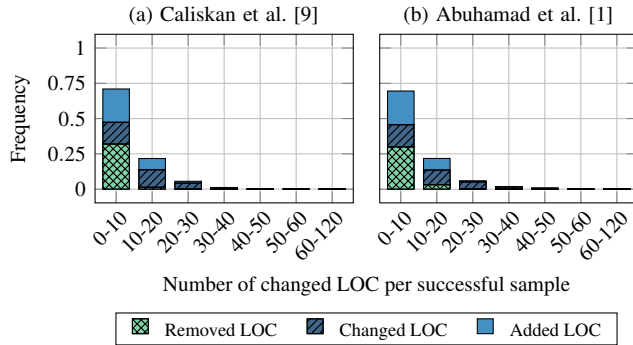 (a) Caliskan et al. [9]
(b) Abuhamad et al. [1]
Frequency
1
0.75
0.5
0.25
0
0-10
10-20
20-30
30-40
40-50
50-60
60-120
0-10
10-20
20-30
30-40
40-50
50-60
60-120
Number of changed LOC per successful sample
Removed LOC
Changed LOC
Added LOC